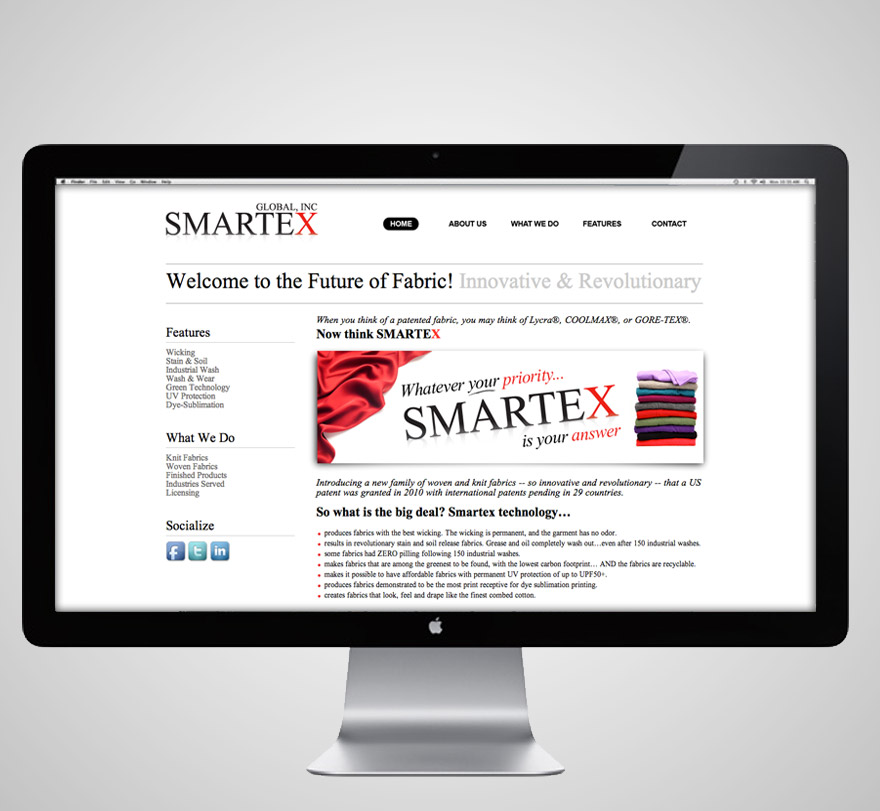 Finder File Edit View Go Window Help
GLOBAL, INC
SMARTEX
HOME ABOUT US WHAT WE DO FEATURES CONTACT
Welcome to the Future of Fabric! Innovative & Revolutionary
Features
Wicking
Stain & Soil
Industrial Wash
Wash & Wear
Green Technology
UV Protection
Dye-Sublimation
What We Do
Knit Fabrics
Woven Fabrics
Finished Products
Industries Served
Licensing
Socialize
f t in
When you think of a patented fabric, you may think of Lycra®, COOLMAX®, or GORE-TEX®.
Now think SMARTEX
Whatever your priority...
SMARTEX
is your answer
Introducing a new family of woven and knit fabrics -- so innovative and revolutionary -- that a US
patent was granted in 2010 with international patents pending in 29 countries.
So what is the big deal? Smartex technology…
produces fabrics with the best wicking. The wicking is permanent, and the garment has no odor.
results in revolutionary stain and soil release fabrics. Grease and oil completely wash out…even after 150 industrial washes.
some fabrics had ZERO pilling following 150 industrial washes.
makes fabrics that are among the greenest to be found, with the lowest carbon footprint… AND the fabrics are recyclable.
makes it possible to have affordable fabrics with permanent UV protection of up to UPF50+.
produces fabrics demonstrated to be the most print receptive for dye sublimation printing.
creates fabrics that look, feel and drape like the finest combed cotton.